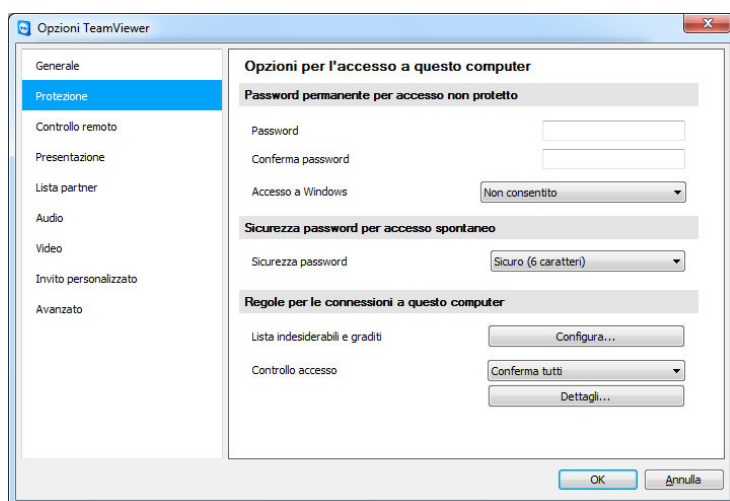 Opzioni TeamViewer
Generale
Protezione
Controllo remoto
Presentazione
Lista partner
Audio
Video
Invito personalizzato
Avanzato
Opzioni per l'accesso a questo computer
Password permanente per accesso non protetto
Password
Conferma password
Accesso a Windows Non consentito
Sicurezza password per accesso spontaneo
Sicurezza password Sicuro (6 caratteri)
Regole per le connessioni a questo computer
Lista indesiderabili e graditi Configura...
Controllo accesso Conferma tutti
Dettagli...
OK Annulla